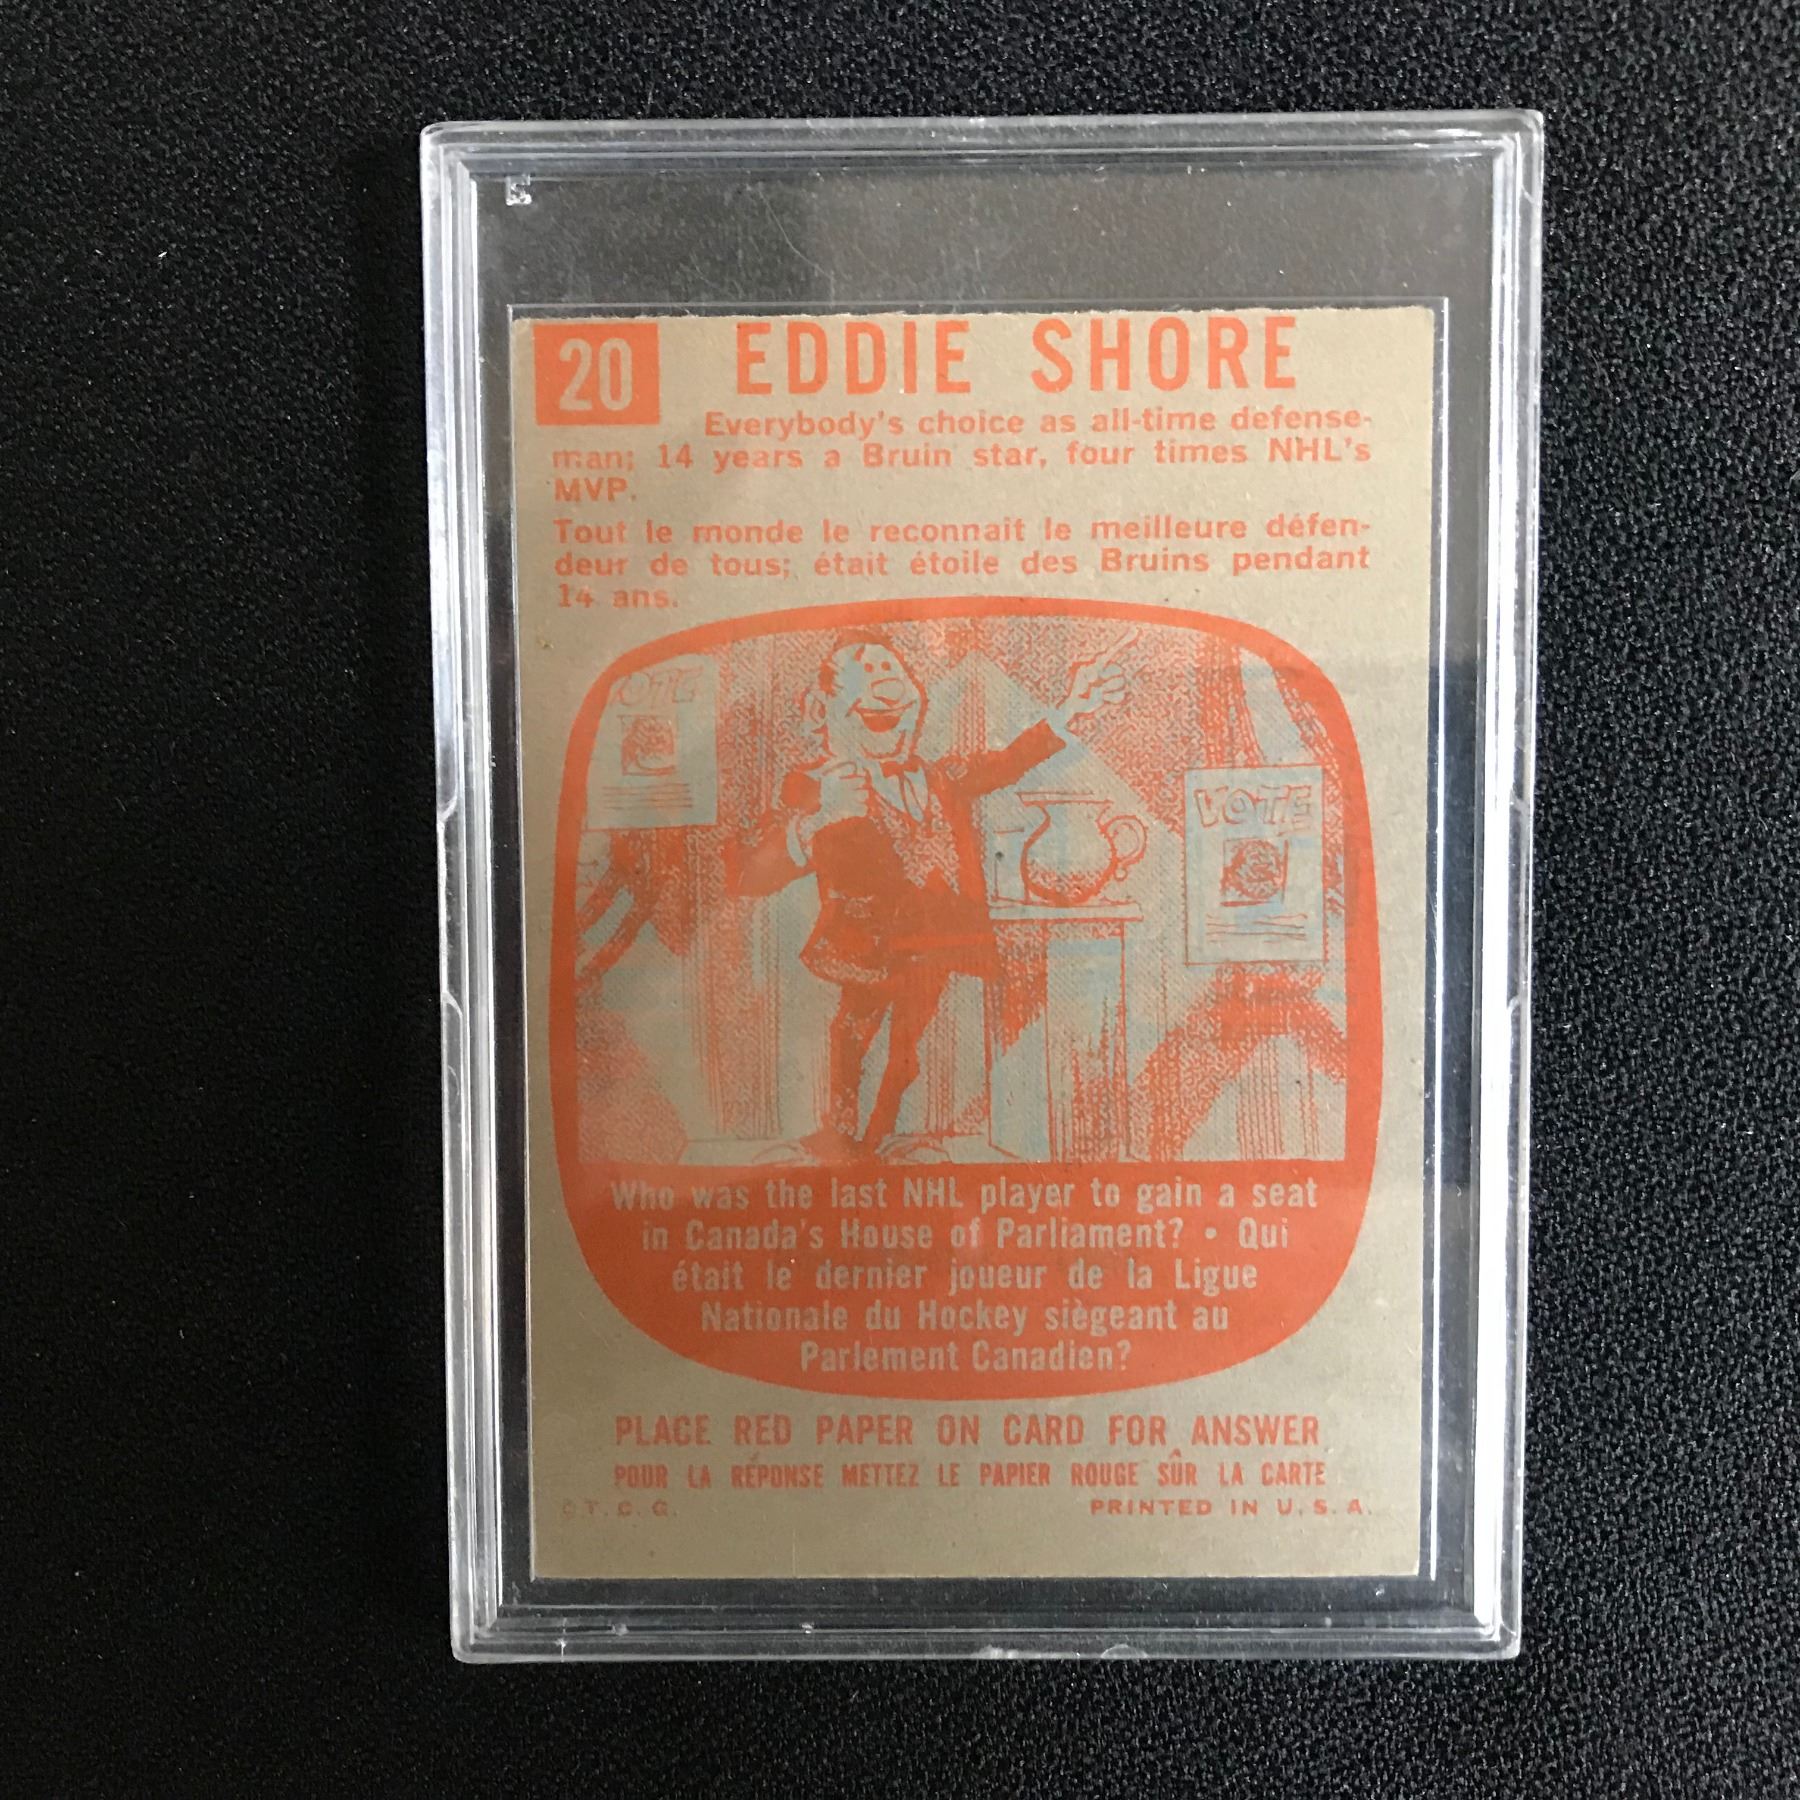 20 EDDIE SHORE
Everybody's choice as all-time defense-
man; 14 years a Bruin star, four times NHL's
MVP.
Tout le monde le reconnait le meilleure défen-
deur de tous; était étoile des Bruins pendant
14 ans.
OTE
VOTE
Who was the last NHL player to gain a seat
in Canada's House of Parliament? • Qui
était le dernier joueur de la Ligue
Nationale du Hockey siègeant au
Parlement Canadien?
PLACE RED PAPER ON CARD FOR ANSWER
POUR LA RÉPONSE METTEZ LE PAPIER ROUGE SÛR LA CARTE
© T. C. G. PRINTED IN U. S. A.